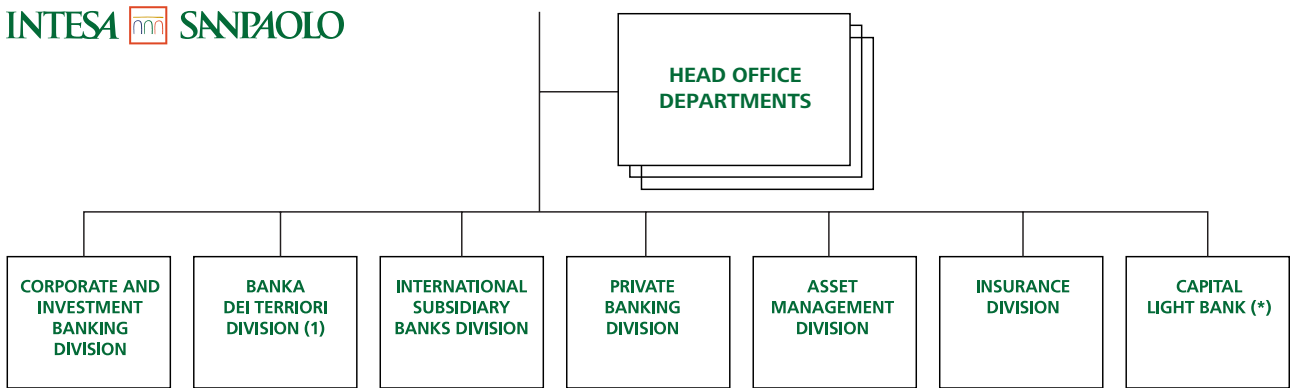 INTESA SANPAOLO
HEAD OFFICE
DEPARTMENTS
CORPORATE AND
INVESTMENT
BANKING
DIVISION
BANKA
DEI TERRIORI
DIVISION (1)
INTERNATIONAL
SUBSIDIARY
BANKS DIVISION
PRIVATE
BANKING
DIVISION
ASSET
MANAGEMENT
DIVISION
INSURANCE
DIVISION
CAPITAL
LIGHT BANK (*)